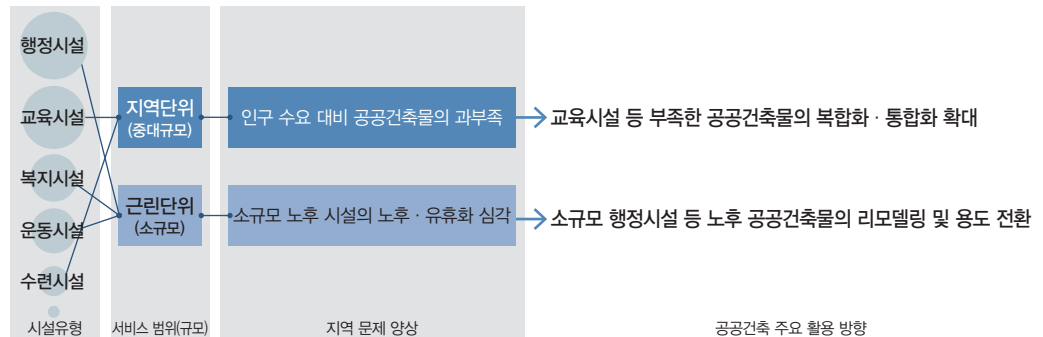 행정시설
교육시설
복지시설
운동시설
수련시설
시설유형
지역단위
(중대규모)
근린단위
(소규모)
서비스 범위(규모)
인구 수요 대비 공공건축물의 과부족
소규모 노후 시설의 노후 · 유휴화 심각
지역 문제 양상
교육시설 등 부족한 공공건축물의 복합화 · 통합화 확대
소규모 행정시설 등 노후 공공건축물의 리모델링 및 용도 전환
공공건축 주요 활용 방향